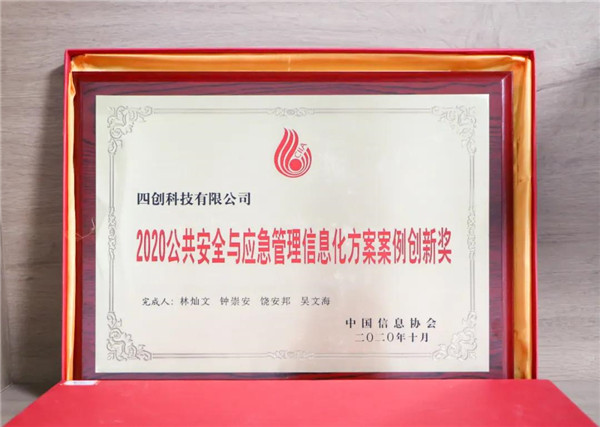 CIIA
四创科技有限公司
2020公共安全与应急管理信息化方案案例创新奖
完成人：林灿文 钟崇安 饶安邦 吴文海
中国信息协会
二〇二〇年十月